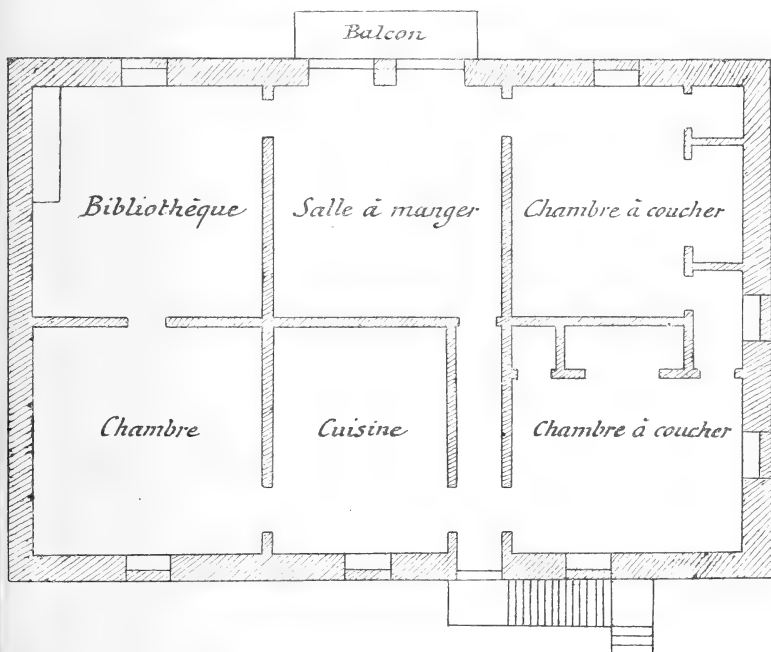 Balcon
Bibliothèque
Salle à manger
Chambre à coucher
Chambre
Cuisine
Chambre à coucher